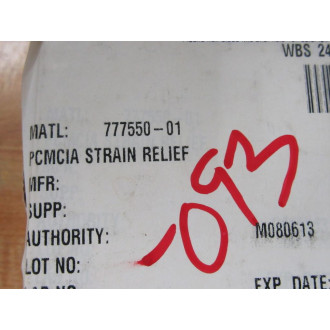 WBS 24
MATL: 777550-01
PCMCIA STRAIN RELIEF
MFR:
SUPP:
-093
AUTHORITY: M080613
LOT NO:
EXP DATE: